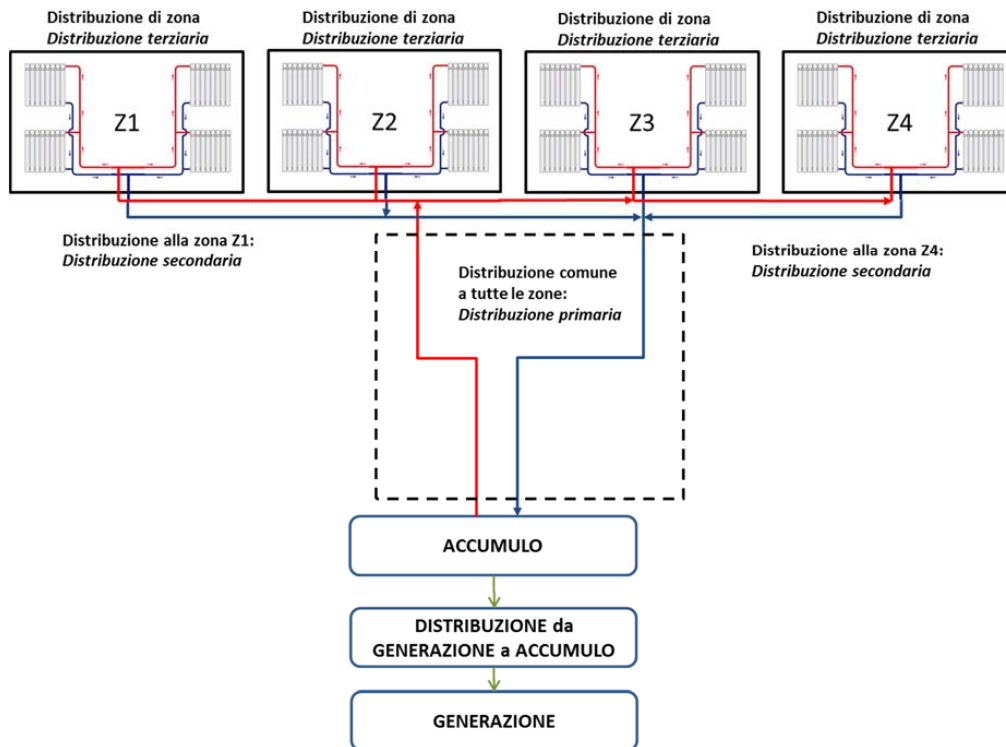 Distribuzione di zona
Distribuzione terziaria
Distribuzione di zona
Distribuzione terziaria
Distribuzione di zona
Distribuzione terziaria
Distribuzione di zona
Distribuzione terziaria
Z1
Z2
Z3
Z4
Distribuzione alla zona Z1:
Distribuzione secondaria
Distribuzione comune
a tutte le zone:
Distribuzione primaria
Distribuzione alla zona Z4:
Distribuzione secondaria
ACCUMULO
DISTRIBUZIONE da
GENERAZIONE a ACCUMULO
GENERAZIONE